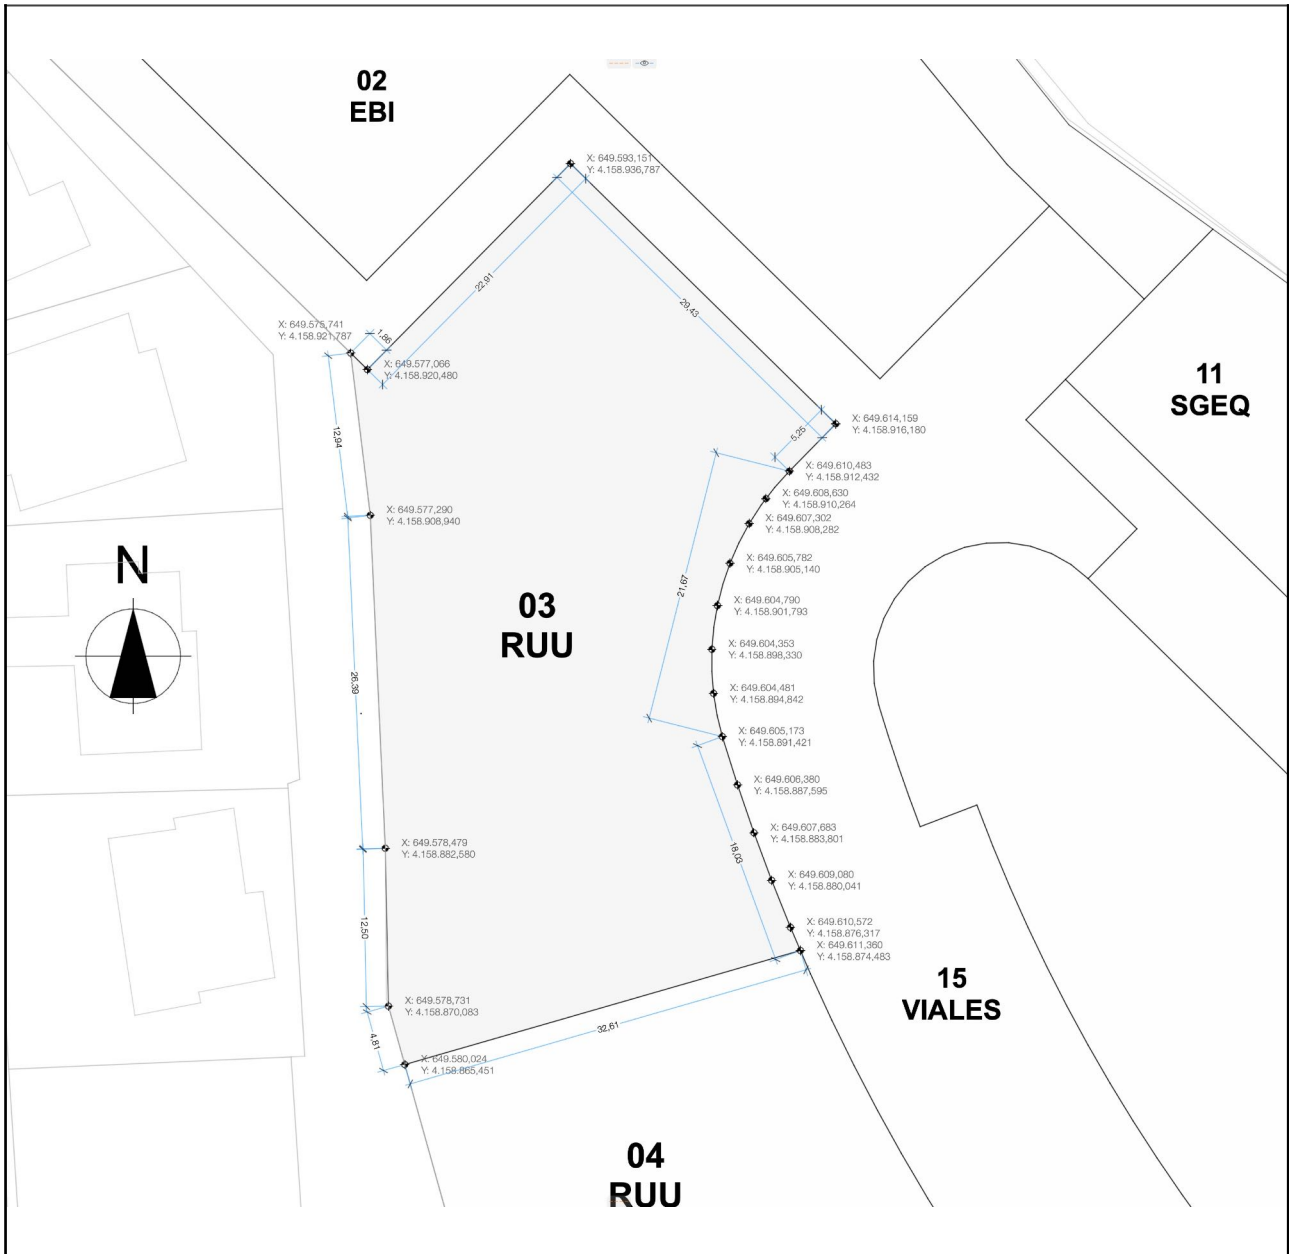 02
EBI
X: 649.593,151
Y: 4.158.936,787
22,91
29,43
X: 649.575,741
Y: 4.158.921,787
1,86
X: 649.577,066
Y: 4.158.920,480
11
SGEQ
X: 649.614,159
Y: 4.158.916,180
12,94
5,25
X: 649.610,483
Y: 4.158.912,432
X: 649.608,630
Y: 4.158.910,264
X: 649.577,290
Y: 4.158.908,940
X: 649.607,302
Y: 4.158.908,282
N
X: 649.605,782
Y: 4.158.905,140
21,67
03
RUU
X: 649.604,790
Y: 4.158.901,793
X: 649.604,353
Y: 4.158.898,330
26,39
X: 649.604,481
Y: 4.158.894,842
X: 649.605,173
Y: 4.158.891,421
X: 649.606,380
Y: 4.158.887,595
X: 649.607,683
Y: 4.158.883,801
X: 649.578,479
Y: 4.158.882,580
18,03
X: 649.609,080
Y: 4.158.880,041
12,50
X: 649.610,572
Y: 4.158.876,317
X: 649.611,360
Y: 4.158.874,483
15
VIALES
X: 649.578,731
Y: 4.158.870,083
32,61
4,81
X: 649.580,024
Y: 4.158.865,451
04
RUU